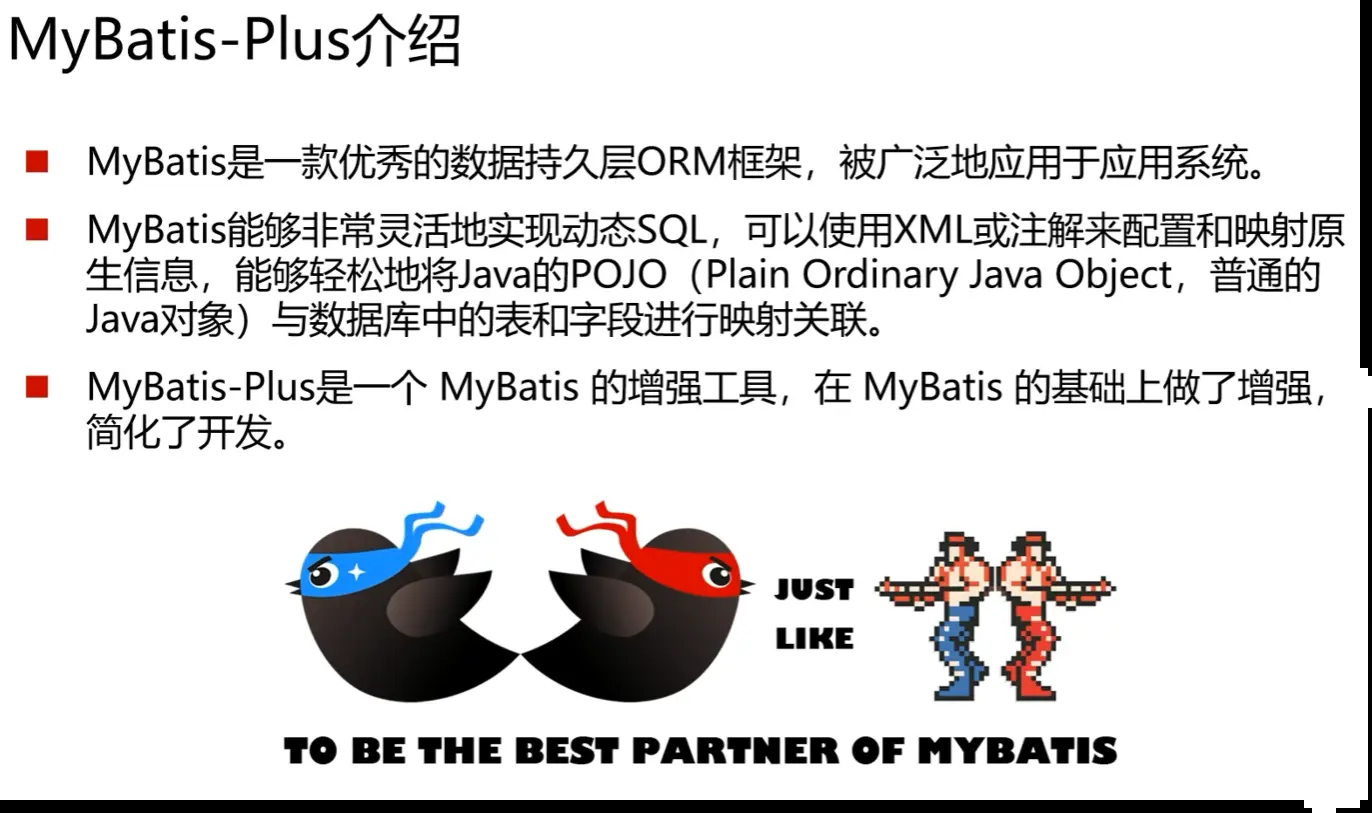 MyBatis-Plus介绍
MyBatis是一款优秀的数据持久层ORM框架，被广泛地应用于应用系统。
MyBatis能够非常灵活地实现动态SQL，可以使用XML或注解来配置和映射原
生信息，能够轻松地将Java的POJO（Plain Ordinary Java Object，普通的
Java对象）与数据库中的表和字段进行映射关联。
MyBatis-Plus是一个 MyBatis 的增强工具，在 MyBatis 的基础上做了增强，
简化了开发。
JUST
LIKE
TO BE THE BEST PARTNER OF MYBATIS